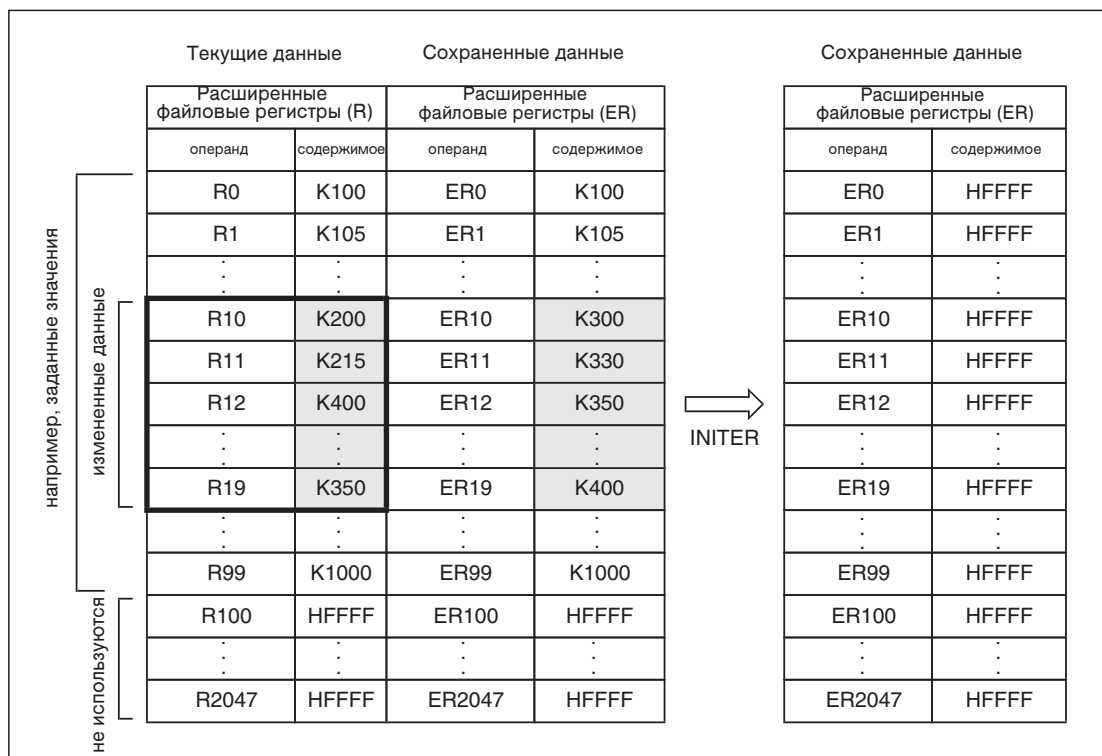 Текущие данные Сохраненные данные Сохраненные данные
Расширенные файловые регистры (R) Расширенные файловые регистры (ER) Расширенные файловые регистры (ER)
операнд содержимое операнд содержимое операнд содержимое
R0 K100 ER0 K100 ER0 HFFFF
R1 K105 ER1 K105 ER1 HFFFF
: : : : : :
R10 K200 ER10 K300 ER10 HFFFF
R11 K215 ER11 K330 ER11 HFFFF
R12 K400 ER12 K350 ER12 HFFFF
: : : : : :
R19 K350 ER19 K400 ER19 HFFFF
: : : : : :
R99 K1000 ER99 K1000 ER99 HFFFF
R100 HFFFF ER100 HFFFF ER100 HFFFF
: : : : : :
R2047 HFFFF ER2047 HFFFF ER2047 HFFFF
например, заданные значения
измененные данные
не используются
INITER